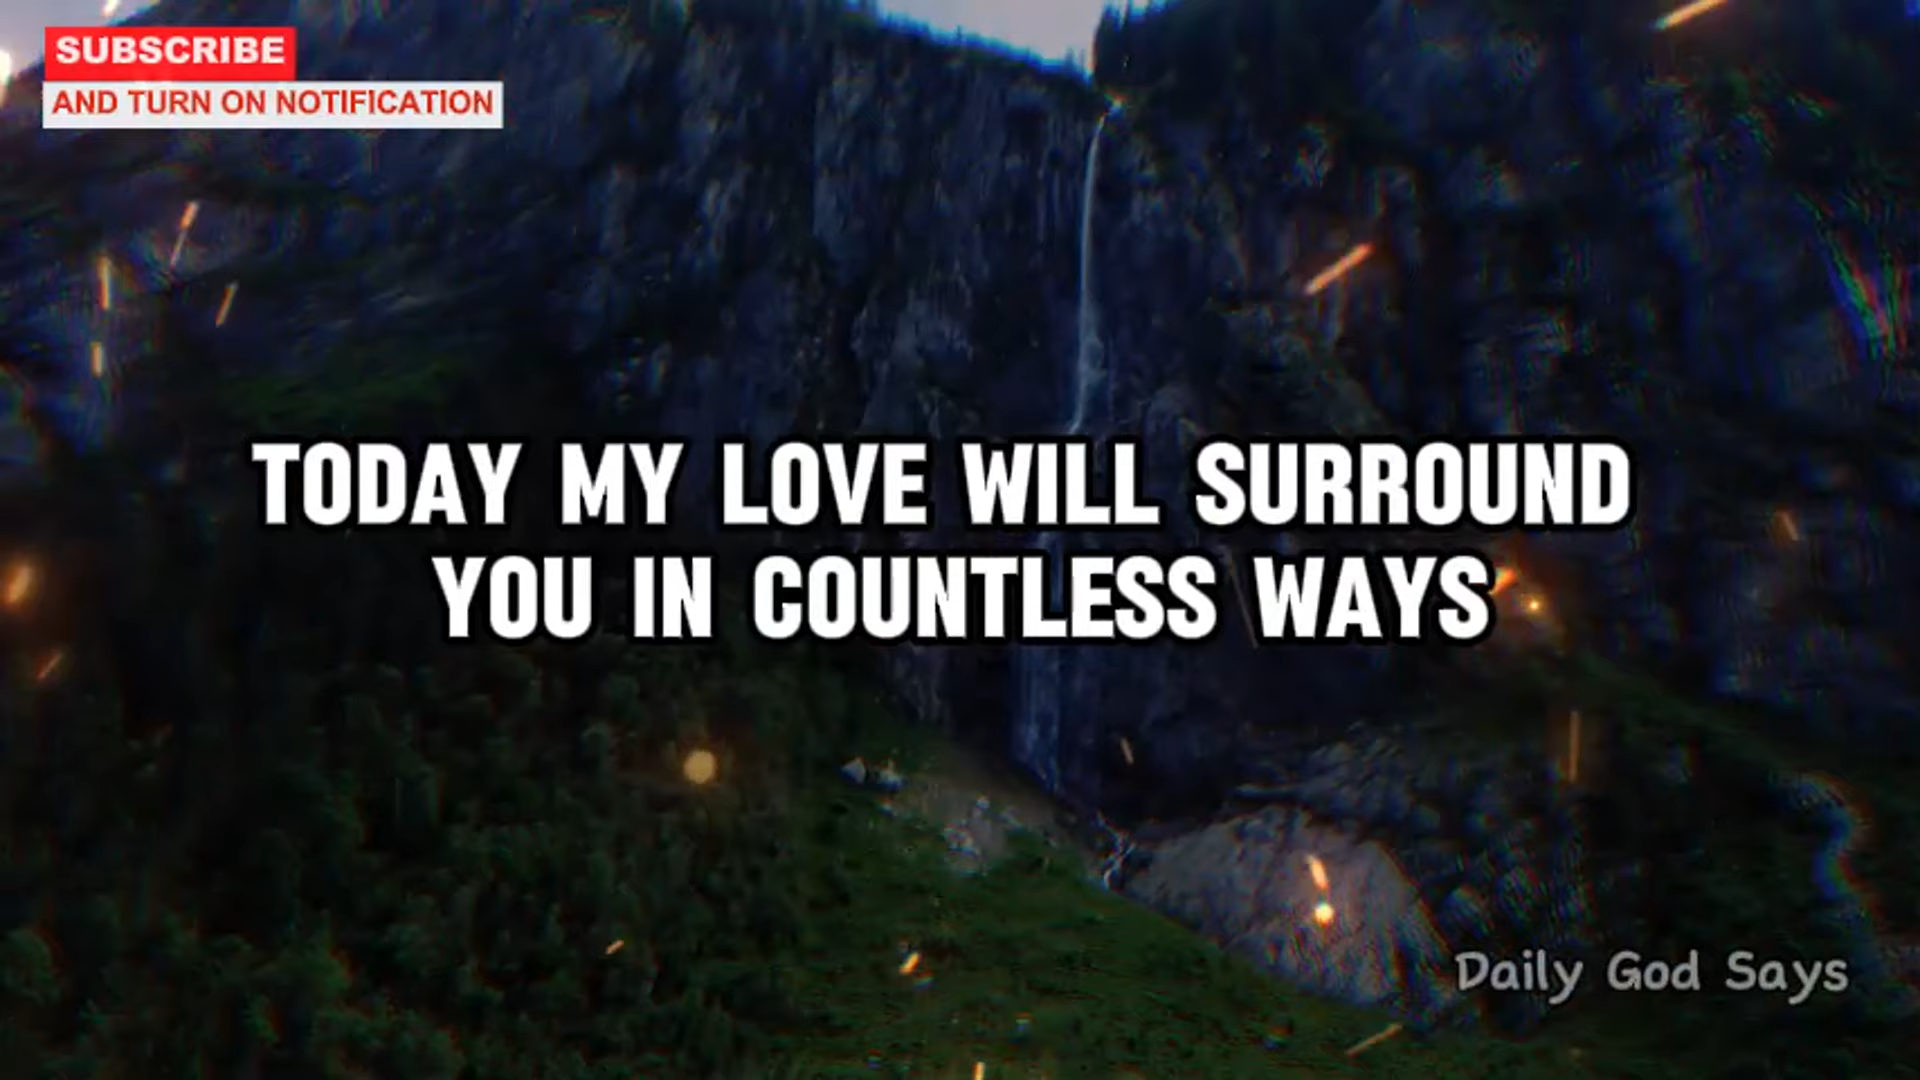 SUBSCRIBE
AND TURN ON NOTIFICATION
TODAY MY LOVE WILL SURROUND
YOU IN COUNTLESS WAYS
Daily God Says